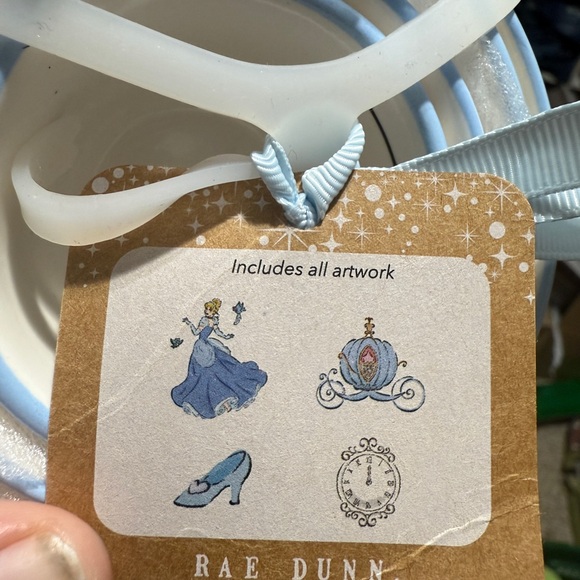 Includes all artwork
RAE DUNN